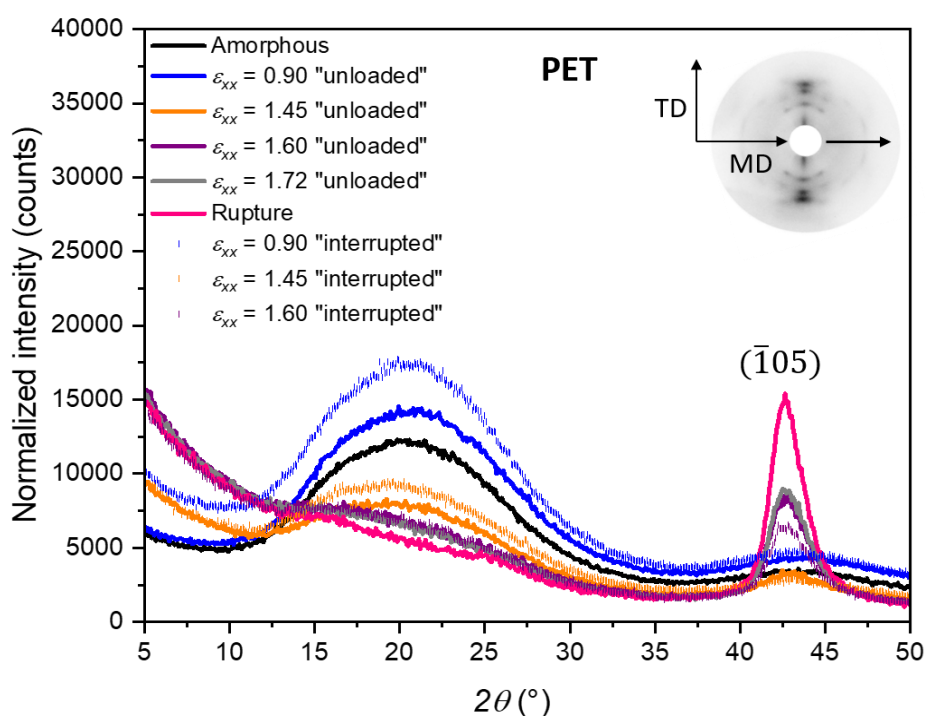 Normalized intensity (counts)
40000
35000
30000
25000
20000
15000
10000
5000
0
Amorphous
εxx = 0.90 "unloaded"
εxx = 1.45 "unloaded"
εxx = 1.60 "unloaded"
εxx = 1.72 "unloaded"
Rupture
εxx = 0.90 "interrupted"
εxx = 1.45 "interrupted"
εxx = 1.60 "interrupted"
PET
TD
MD
(1̅05)
5 10 15 20 25 30 35 40 45 50
2θ (°)